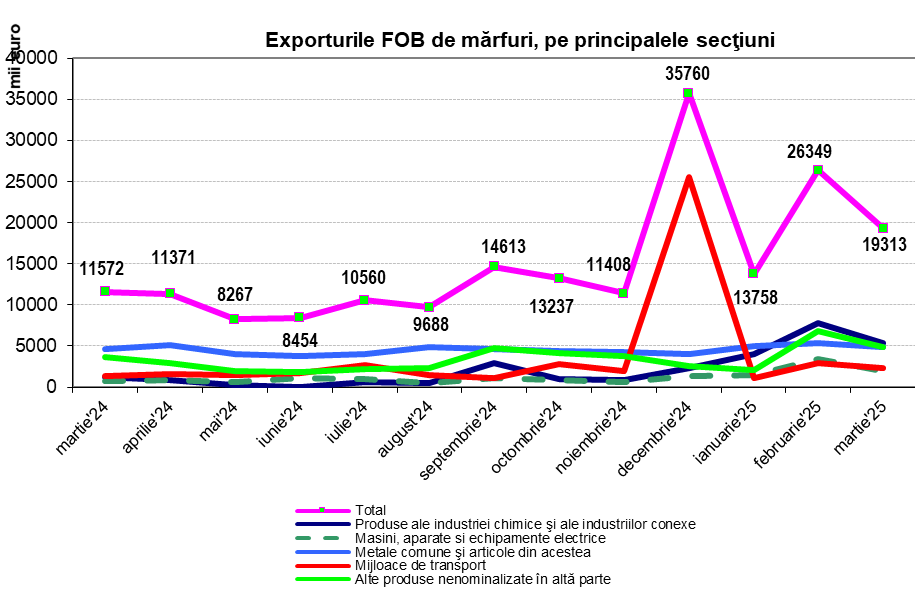 Exporturile FOB de mărfuri, pe principalele secţiuni
mii euro
40000
35000
30000
25000
20000
15000
10000
5000
0
11572
11371
8267
8454
10560
9688
14613
13237
11408
35760
13758
26349
19313
martie'24
aprilie'24
mai'24
iunie'24
iulie'24
august'24
septembrie'24
octombrie'24
noiembrie'24
decembrie'24
ianuarie'25
februarie'25
martie'25
Total
Produse ale industriei chimice şi ale industriilor conexe
Masini, aparate si echipamente electrice
Metale comune şi articole din acestea
Mijloace de transport
Alte produse nenominalizate în altă parte